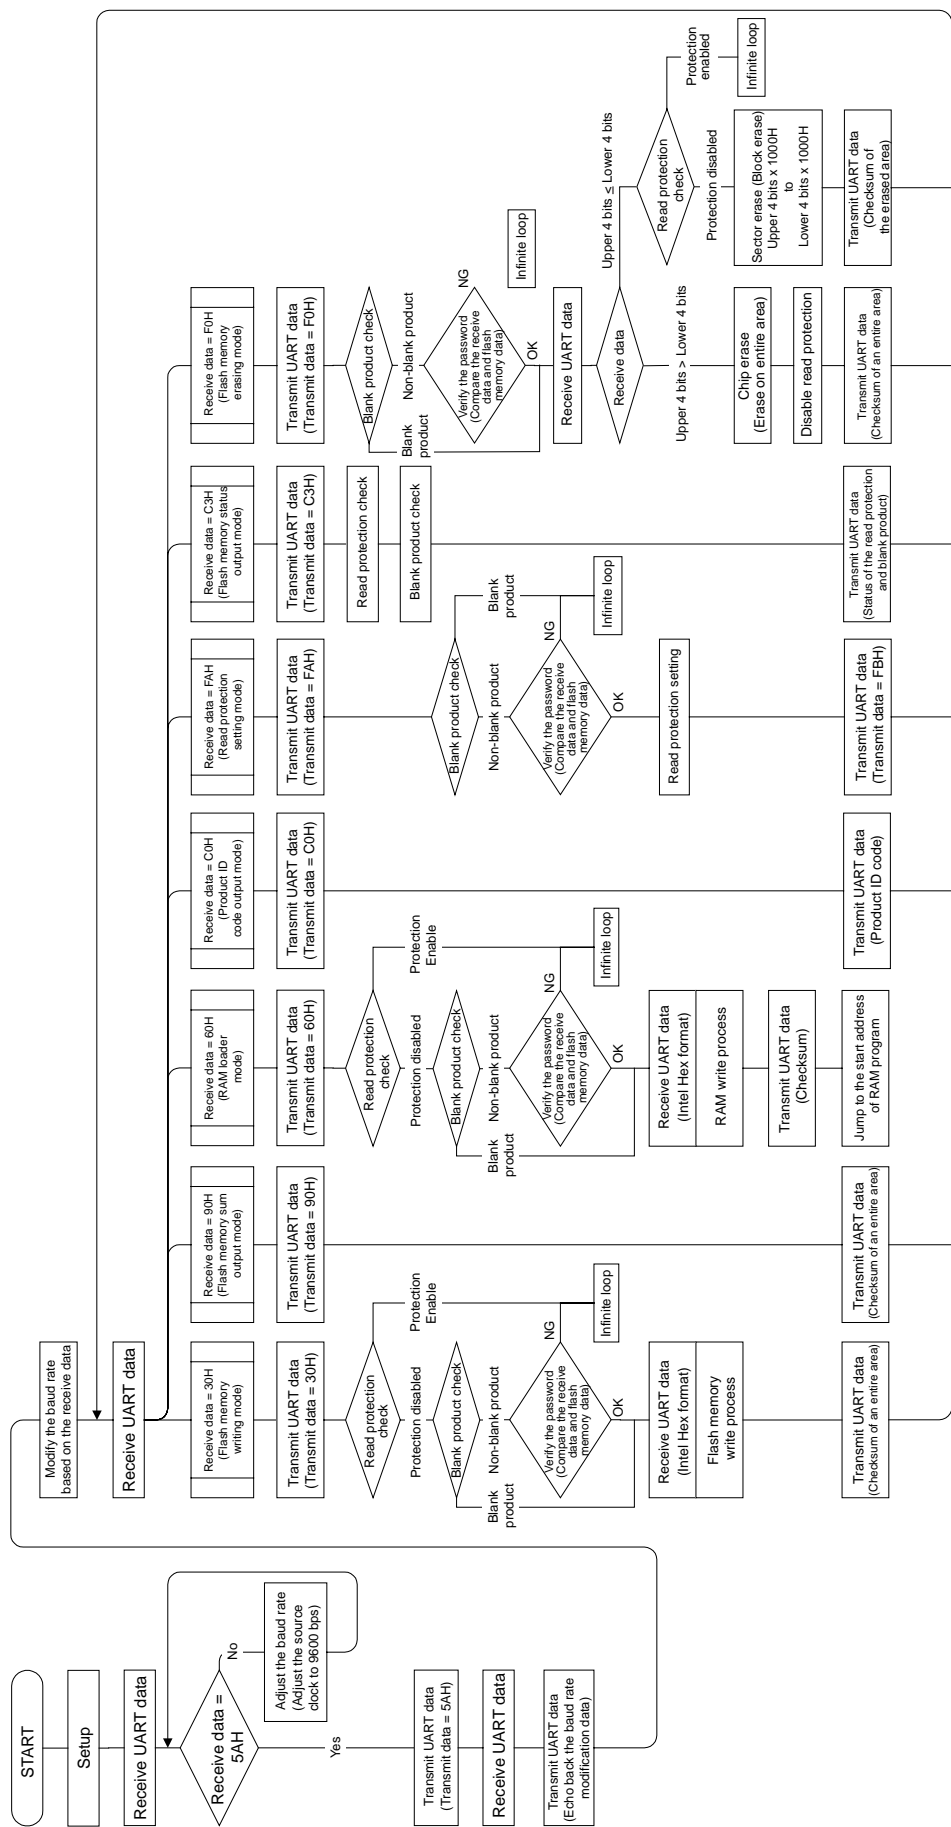 START
Setup
Receive UART data
Receive data =
5AH
No
Adjust the baud rate
(Adjust the source
clock to 9600 bps)
Yes
Transmit UART data
(Transmit data = 5AH)
Receive UART data
Transmit UART data
(Echo back the baud rate
modification data)
Modify the baud rate
based on the receive data
Receive UART data
Receive data = 30H
(Flash memory
writing mode)
Transmit UART data
(Transmit data = 30H)
Read protection
check
Protection
Enable
Protection disabled
Blank product check
Blank
product
Non-blank product
Verify the password
(Compare the receive
data and flash
memory data)
NG
Infinite loop
OK
Receive UART data
(Intel Hex format)
Flash memory
write process
Transmit UART data
(Checksum of an entire area)
Receive data = 90H
(Flash memory sum
output mode)
Transmit UART data
(Transmit data = 90H)
Transmit UART data
(Checksum of an entire area)
Receive data = 60H
(RAM loader
mode)
Transmit UART data
(Transmit data = 60H)
Read protection
check
Protection
Enable
Protection disabled
Blank product check
Blank
product
Non-blank product
Verify the password
(Compare the receive
data and flash
memory data)
NG
Infinite loop
OK
Receive UART data
(Intel Hex format)
RAM write process
Transmit UART data
(Checksum)
Jump to the start address
of RAM program
Receive data = C0H
(Product ID
code output mode)
Transmit UART data
(Transmit data = C0H)
Transmit UART data
(Product ID code)
Receive data = FAH
(Read protection
setting mode)
Transmit UART data
(Transmit data = FAH)
Blank product check
Blank
product
Non-blank product
Verify the password
(Compare the receive
data and flash
memory data)
NG
Infinite loop
OK
Read protection setting
Transmit UART data
(Transmit data = FBH)
Receive data = C3H
(Flash memory status
output mode)
Transmit UART data
(Transmit data = C3H)
Read protection check
Blank product check
Transmit UART data
(Status of the read protection
and blank product)
Receive data = F0H
(Flash memory
erasing mode)
Transmit UART data
(Transmit data = F0H)
Blank product check
Blank
product
Non-blank product
Verify the password
(Compare the receive
data and flash
memory data)
NG
Infinite loop
OK
Receive UART data
Receive data
Upper 4 bits > Lower 4 bits
Chip erase
(Erase on entire area)
Disable read protection
Transmit UART data
(Checksum of an entire area)
Upper 4 bits ≤ Lower 4 bits
Read protection
check
Protection
enabled
Infinite loop
Protection disabled
Sector erase (Block erase)
Upper 4 bits x 1000H
to
Lower 4 bits x 1000H
Transmit UART data
(Checksum of
the erased area)